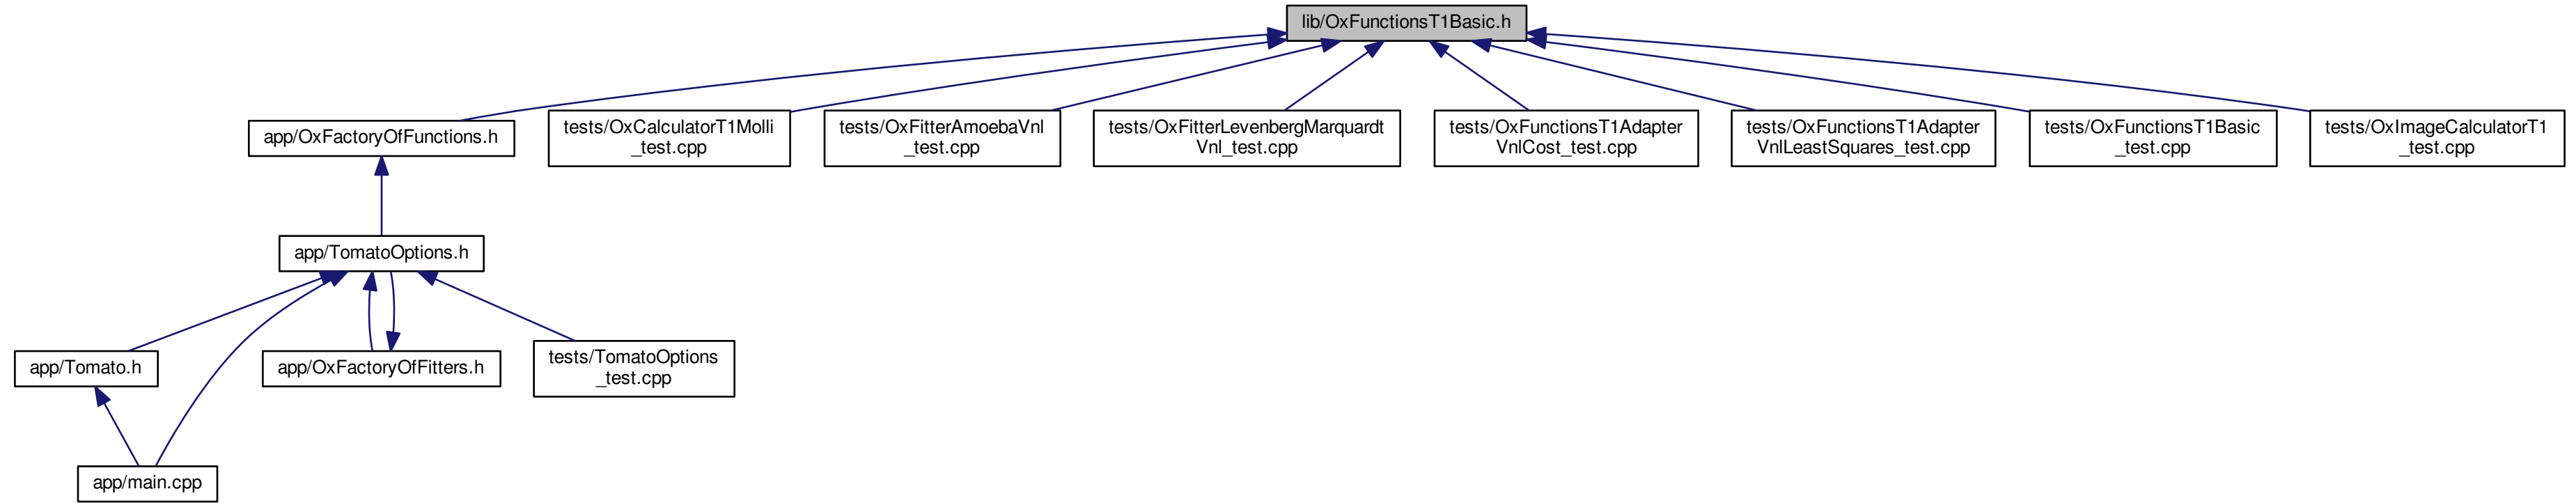 lib/OxFunctionsT1Basic.h
app/OxFactoryOfFunctions.h
tests/OxCalculatorT1Molli
_test.cpp
tests/OxFitterAmoebaVnl
_test.cpp
tests/OxFitterLevenbergMarquardt
Vnl_test.cpp
tests/OxFunctionsT1Adapter
VnlCost_test.cpp
tests/OxFunctionsT1Adapter
VnlLeastSquares_test.cpp
tests/OxFunctionsT1Basic
_test.cpp
tests/OxImageCalculatorT1
_test.cpp
app/TomatoOptions.h
app/Tomato.h
app/OxFactoryOfFitters.h
tests/TomatoOptions
_test.cpp
app/main.cpp